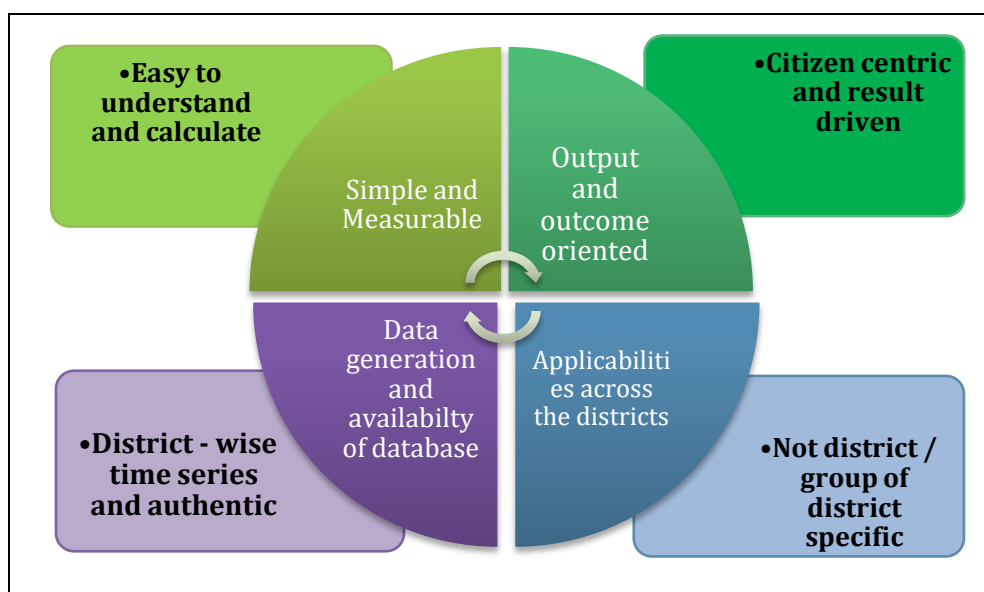 •Easy to
understand
and calculate
Simple and
Measurable
Output
and
outcome
oriented
•Citizen centric
and result
driven
•District - wise
time series
and authentic
Data
generation
and
availabilty
of database
Applicabiliti
es across
the districts
•Not district /
group of
district
specific